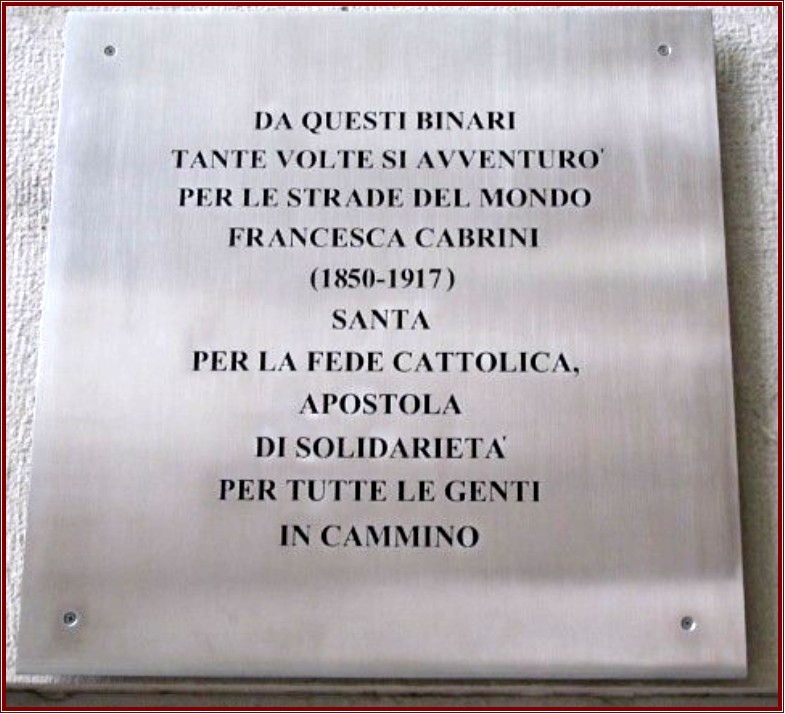 DA QUESTI BINARI
TANTE VOLTE SI AVVENTURO'
PER LE STRADE DEL MONDO
FRANCESCA CABRINI
(1850-1917)
SANTA
PER LA FEDE CATTOLICA,
APOSTOLA
DI SOLIDARIETA'
PER TUTTE LE GENTI
IN CAMMINO